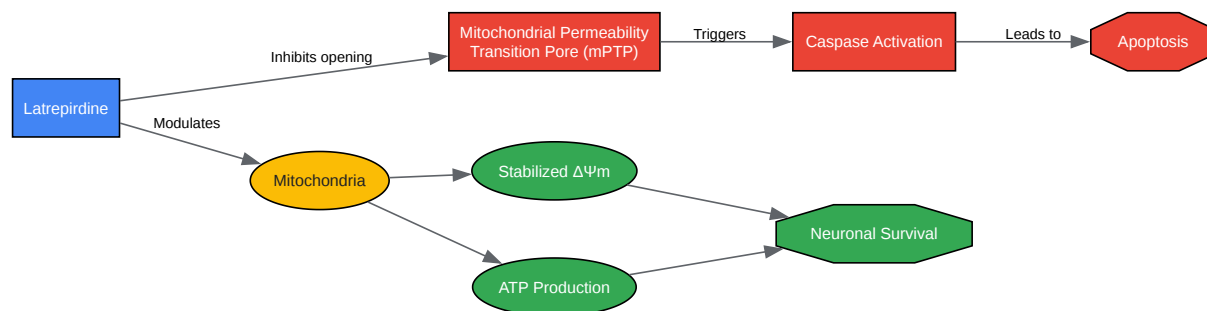 Mitochondrial Permeability
Transition Pore (mPTP)
Triggers
Caspase Activation
Leads to
Apoptosis
Inhibits opening
Latrepirdine
Modulates
Mitochondria
Stabilized ΔΨm
Neuronal Survival
ATP Production